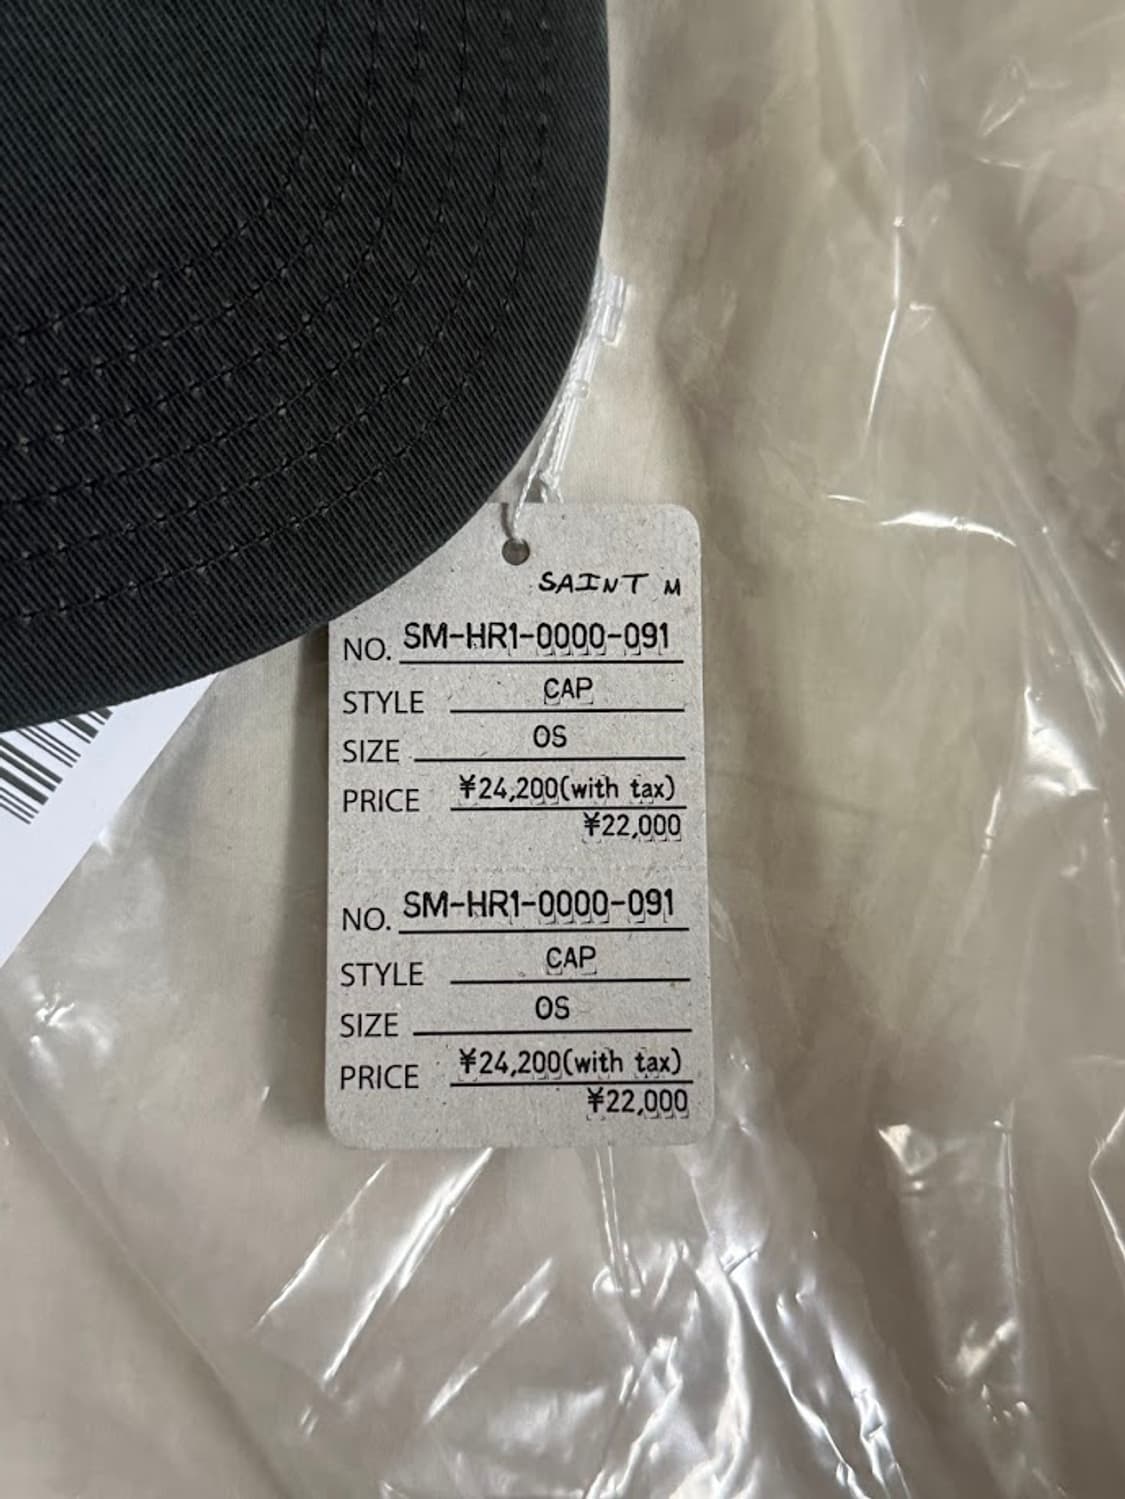 SAINT M
NO. SM-HR1-0000-091
STYLE CAP
SIZE OS
PRICE ¥24,200(with tax)
¥22,000
NO. SM-HR1-0000-091
STYLE CAP
SIZE OS
PRICE ¥24,200(with tax)
¥22,000